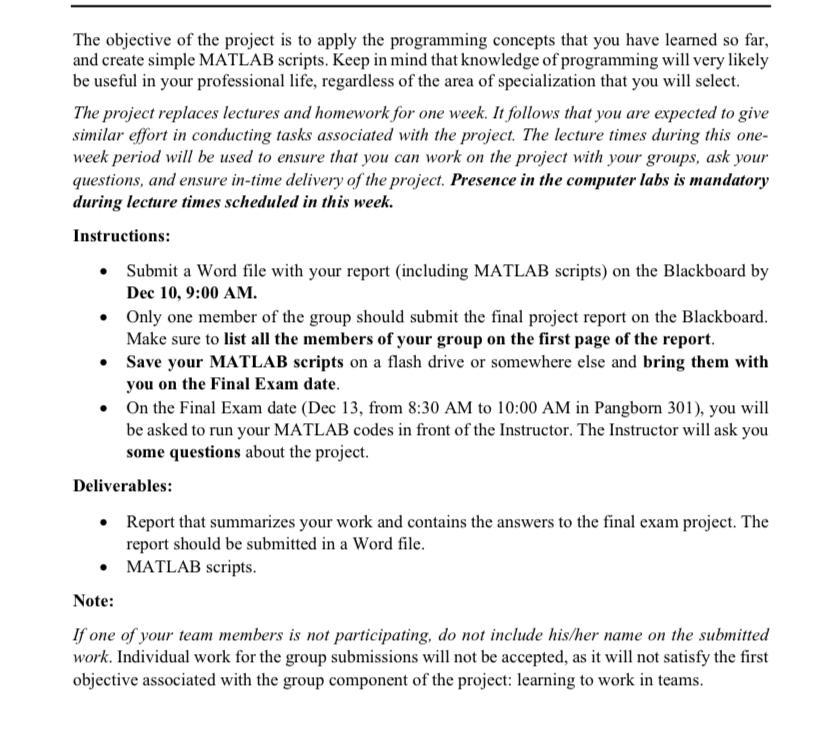 The objective of the project is to apply the programming concepts that you have learned so far,
and create simple MATLAB scripts. Keep in mind that knowledge of programming will very likely
be useful in your professional life, regardless of the area of specialization that you will select.
The project replaces lectures and homework for one week. It follows that you are expected to give
similar effort in conducting tasks associated with the project. The lecture times during this one-
week period will be used to ensure that you can work on the project with your groups, ask your
questions, and ensure in-time delivery of the project. Presence in the computer labs is mandatory
during lecture times scheduled in this week.
Instructions:
• Submit a Word file with your report (including MATLAB scripts) on the Blackboard by
Dec 10, 9:00 AM.
• Only one member of the group should submit the final project report on the Blackboard.
Make sure to list all the members of your group on the first page of the report.
• Save your MATLAB scripts on a flash drive or somewhere else and bring them with
you on the Final Exam date.
• On the Final Exam date (Dec 13, from 8:30 AM to 10:00 AM in Pangborn 301), you will
be asked to run your MATLAB codes in front of the Instructor. The Instructor will ask you
some questions about the project.
Deliverables:
• Report that summarizes your work and contains the answers to the final exam project. The
report should be submitted in a Word file.
• MATLAB scripts.
Note:
If one of your team members is not participating, do not include his/her name on the submitted
work. Individual work for the group submissions will not be accepted, as it will not satisfy the first
objective associated with the group component of the project: learning to work in teams.